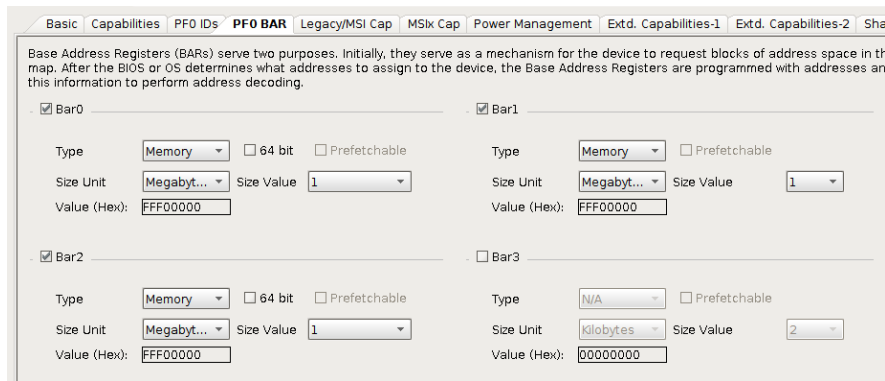 Basic Capabilities PF0 IDs PF0 BAR Legacy/MSI Cap MSIx Cap Power Management Extd. Capabilities-1 Extd. Capabilities-2 Sha
Base Address Registers (BARs) serve two purposes. Initially, they serve as a mechanism for the device to request blocks of address space in th
map. After the BIOS or OS determines what addresses to assign to the device, the Base Address Registers are programmed with addresses an
this information to perform address decoding.
Bar0 Bar1
Type Memory 64 bit Prefetchable Type Memory Prefetchable
Size Unit Megabyt... Size Value 1 Size Unit Megabyt... Size Value 1
Value (Hex): FFF00000 Value (Hex): FFF00000
Bar2 Bar3
Type Memory 64 bit Prefetchable Type N/A Prefetchable
Size Unit Megabyt... Size Value 1 Size Unit Kilobytes Size Value 2
Value (Hex): FFF00000 Value (Hex): 00000000